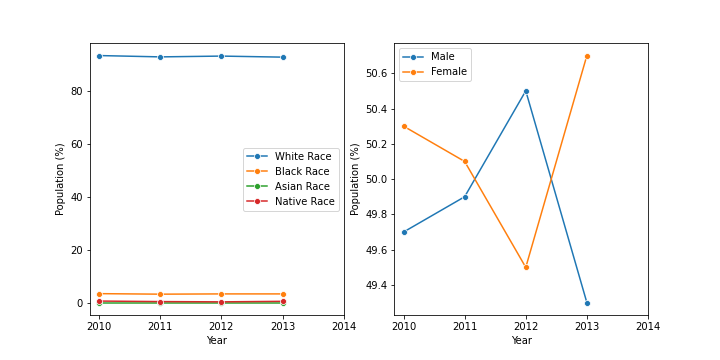 80
60
40
20
0
Population (%)
2010 2011 2012 2013 2014
Year
White Race
Black Race
Asian Race
Native Race
50.6
50.4
50.2
50.0
49.8
49.6
49.4
Population (%)
2010 2011 2012 2013 2014
Year
Male
Female